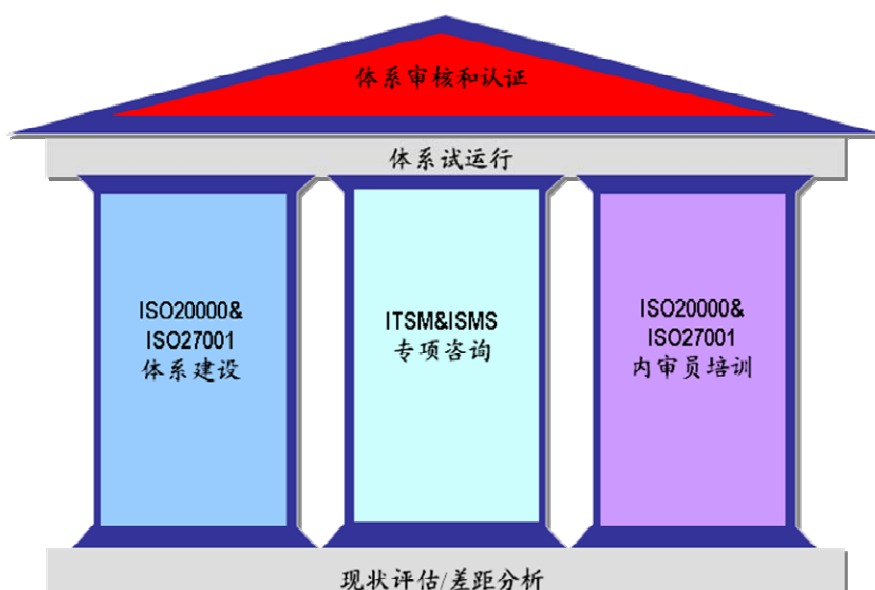 体系审核和认证
体系试运行
ISO20000&
ISO27001
体系建设
ITSM&ISMS
专项咨询
ISO20000&
ISO27001
内审员培训
现状评估/差距分析